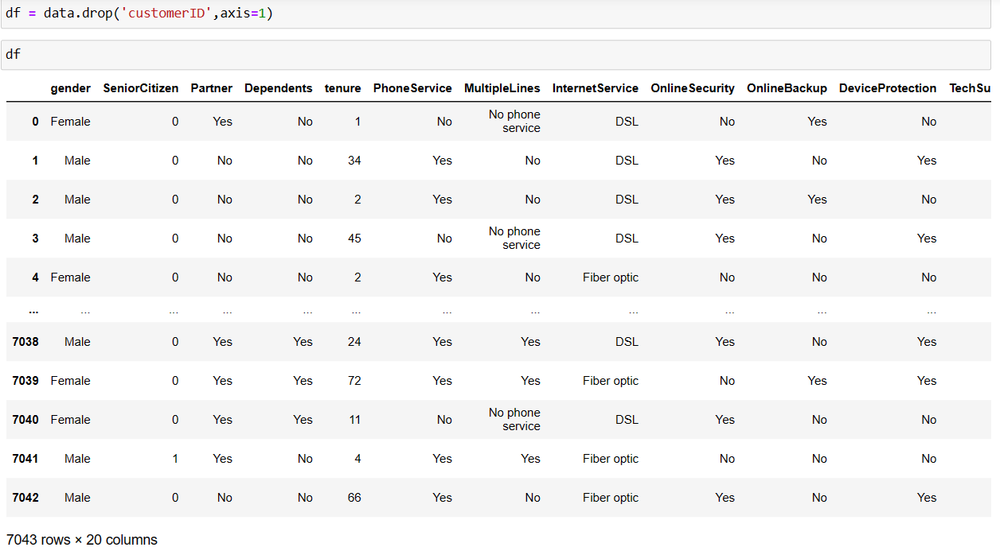 df = data.drop('customerID',axis=1)
df
gender SeniorCitizen Partner Dependents tenure PhoneService MultipleLines InternetService OnlineSecurity OnlineBackup DeviceProtection TechSu
0 Female 0 Yes No 1 No No phone service DSL No Yes No
1 Male 0 No No 34 Yes No DSL Yes No Yes
2 Male 0 No No 2 Yes No DSL Yes Yes No
3 Male 0 No No 45 No No phone service DSL Yes No Yes
4 Female 0 No No 2 Yes No Fiber optic No No No
... ... ... ... ... ... ... ... ... ... ... ...
7038 Male 0 Yes Yes 24 Yes Yes DSL Yes No Yes
7039 Female 0 Yes Yes 72 Yes Yes Fiber optic No Yes Yes
7040 Female 0 Yes Yes 11 No No phone service DSL Yes No No
7041 Male 1 Yes No 4 Yes Yes Fiber optic No No No
7042 Male 0 No No 66 Yes No Fiber optic Yes No Yes
7043 rows × 20 columns